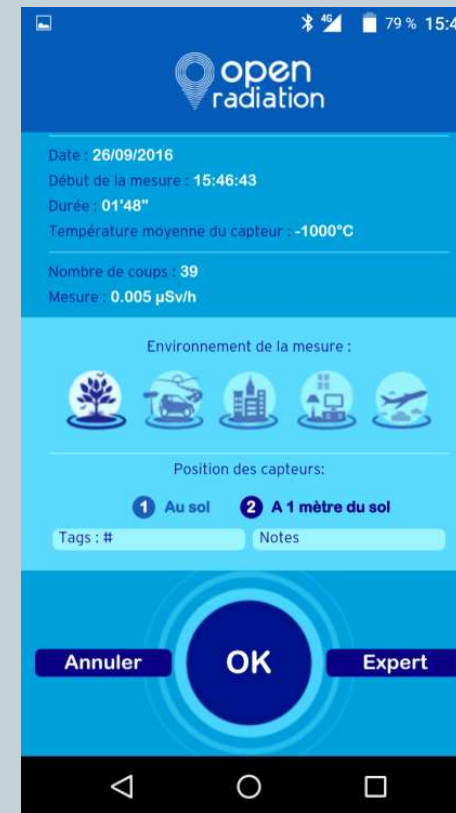 4G 79 % 15:4
open
radiation
Date : 26/09/2016
Début de la mesure : 15:46:43
Durée : 01'48"
Température moyenne du capteur : -1000°C
Nombre de coups : 39
Mesure : 0.005 µSv/h
Environnement de la mesure :
Position des capteurs:
1 Au sol 2 A 1 mètre du sol
Tags : # Notes
Annuler OK Expert